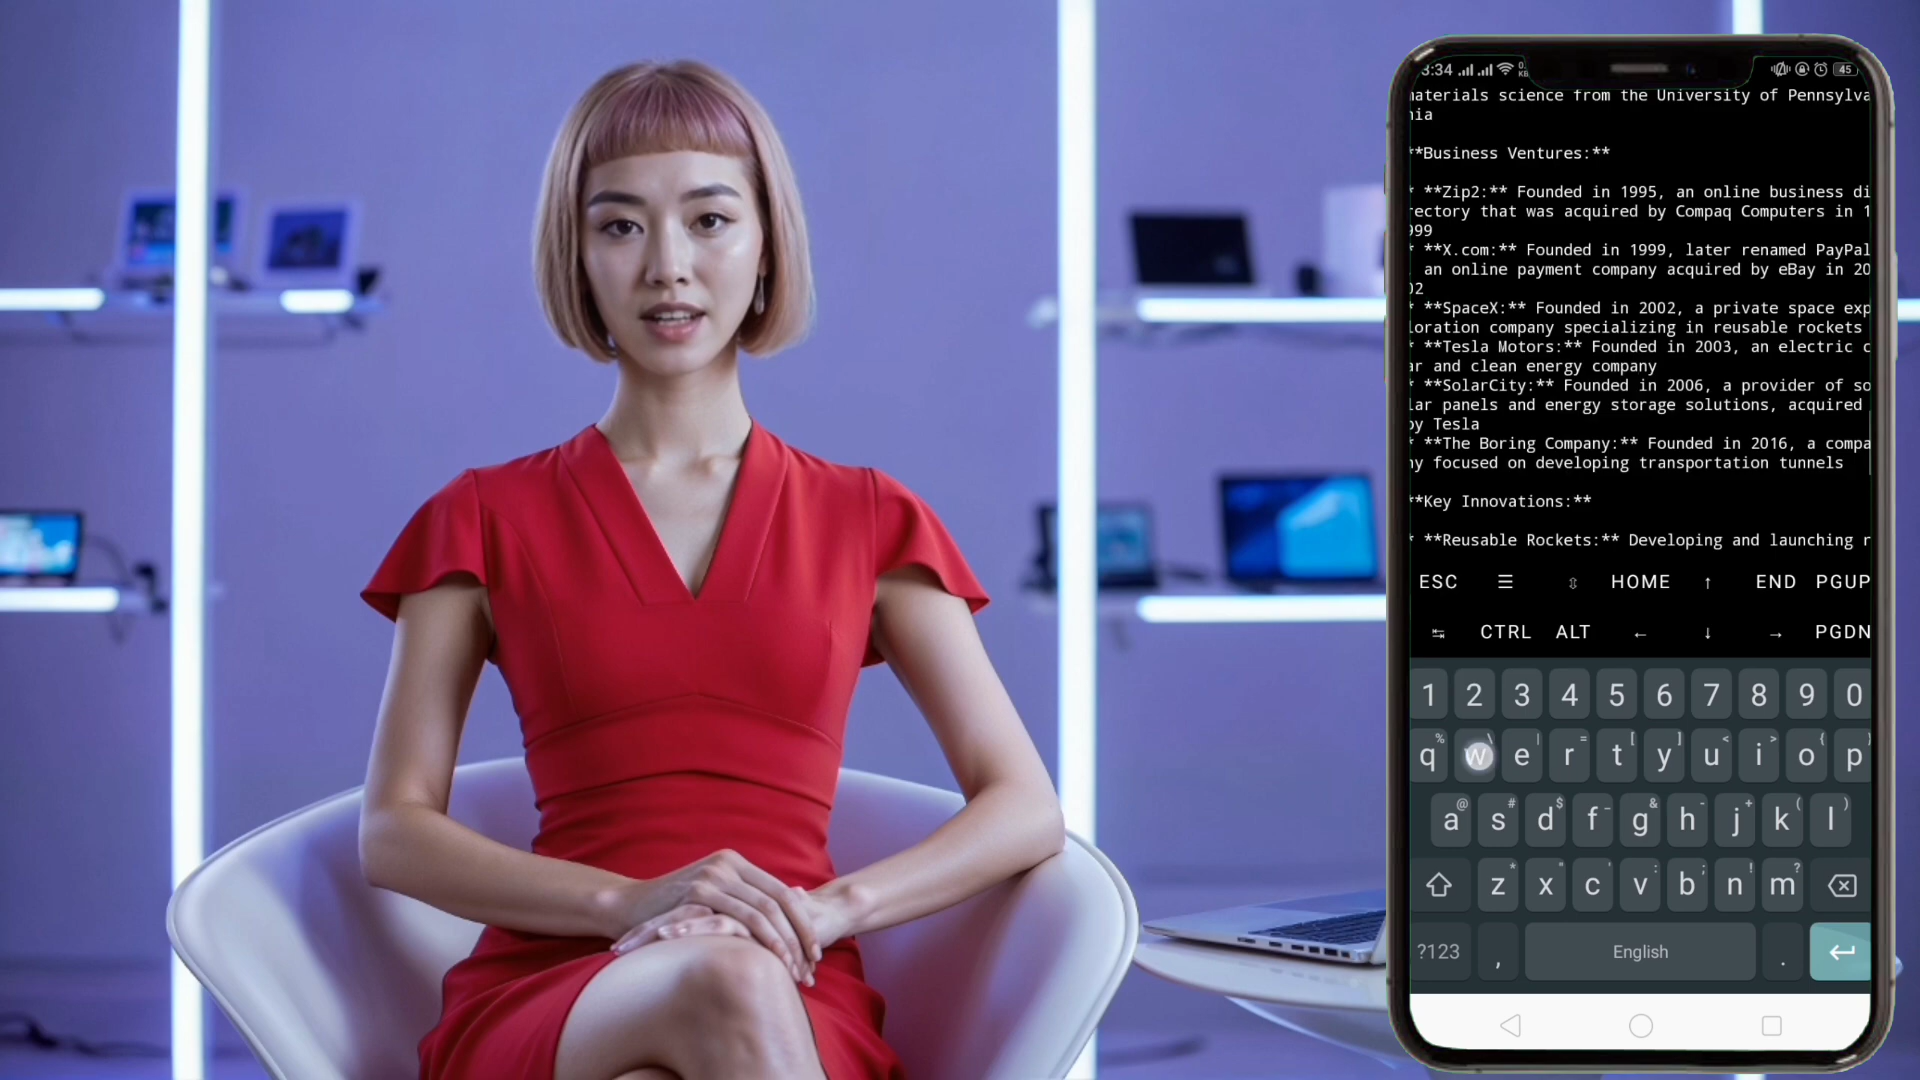 3:34 45
materials science from the University of Pennsylva
nia
**Business Ventures:**
* **Zip2:** Founded in 1995, an online business di
rectory that was acquired by Compaq Computers in 1
999
* **X.com:** Founded in 1999, later renamed PayPal
, an online payment company acquired by eBay in 20
02
* **SpaceX:** Founded in 2002, a private space exp
loration company specializing in reusable rockets
* **Tesla Motors:** Founded in 2003, an electric c
ar and clean energy company
* **SolarCity:** Founded in 2006, a provider of so
lar panels and energy storage solutions, acquired
by Tesla
* **The Boring Company:** Founded in 2016, a compa
ny focused on developing transportation tunnels
**Key Innovations:**
* **Reusable Rockets:** Developing and launching r
ESC ☰ ⇳ HOME ↑ END PGUP
↹ CTRL ALT ← ↓ → PGDN
1 2 3 4 5 6 7 8 9 0
q w e r t y u i o p
a s d f g h j k l
z x c v b n m
?123 , English .